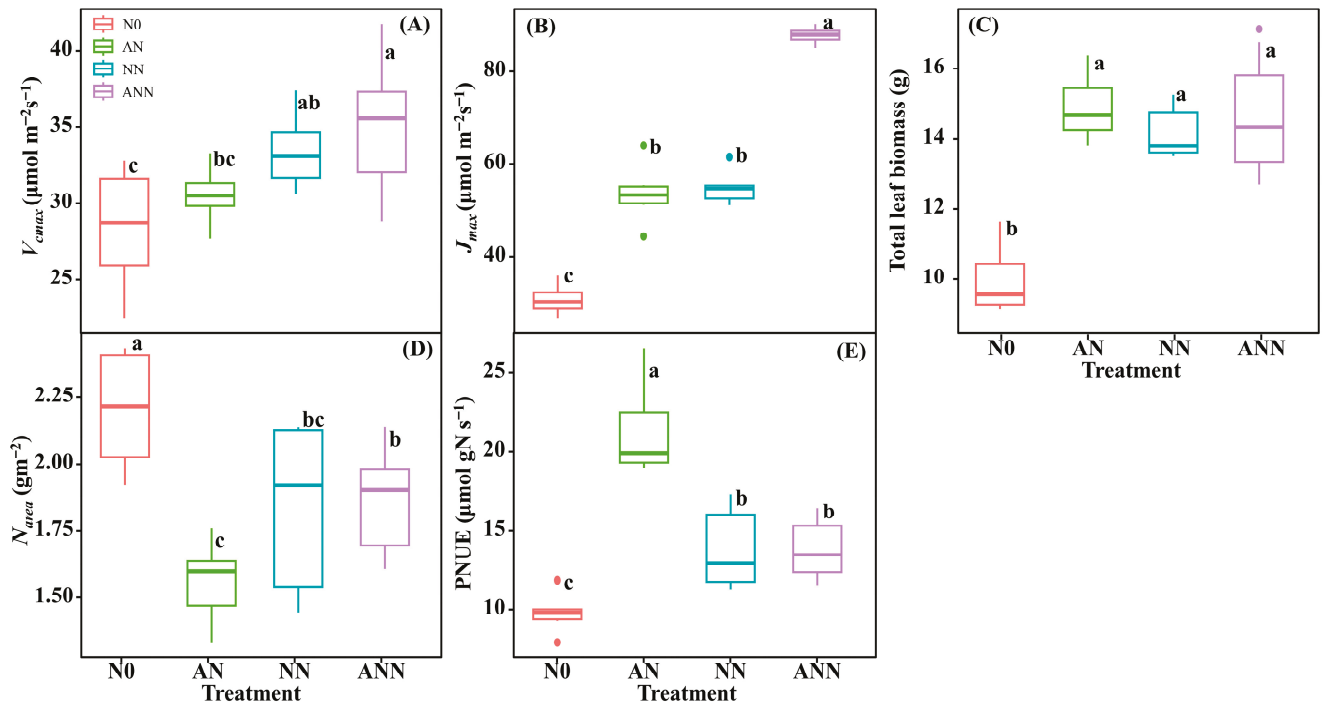 N0
AN
NN
ANN
(A)
40
35
30
25
V_cmax (μmol m⁻²s⁻¹)
c
bc
ab
a
(B)
80
60
40
J_max (μmol m⁻²s⁻¹)
c
b
b
a
(C)
16
14
12
10
Total leaf biomass (g)
b
a
a
a
N0 AN NN ANN
Treatment
(D)
2.25
2.00
1.75
1.50
N_area (gm⁻²)
a
c
bc
b
N0 AN NN ANN
Treatment
(E)
25
20
15
10
PNUE (μmol gN s⁻¹)
c
a
b
b
N0 AN NN ANN
Treatment